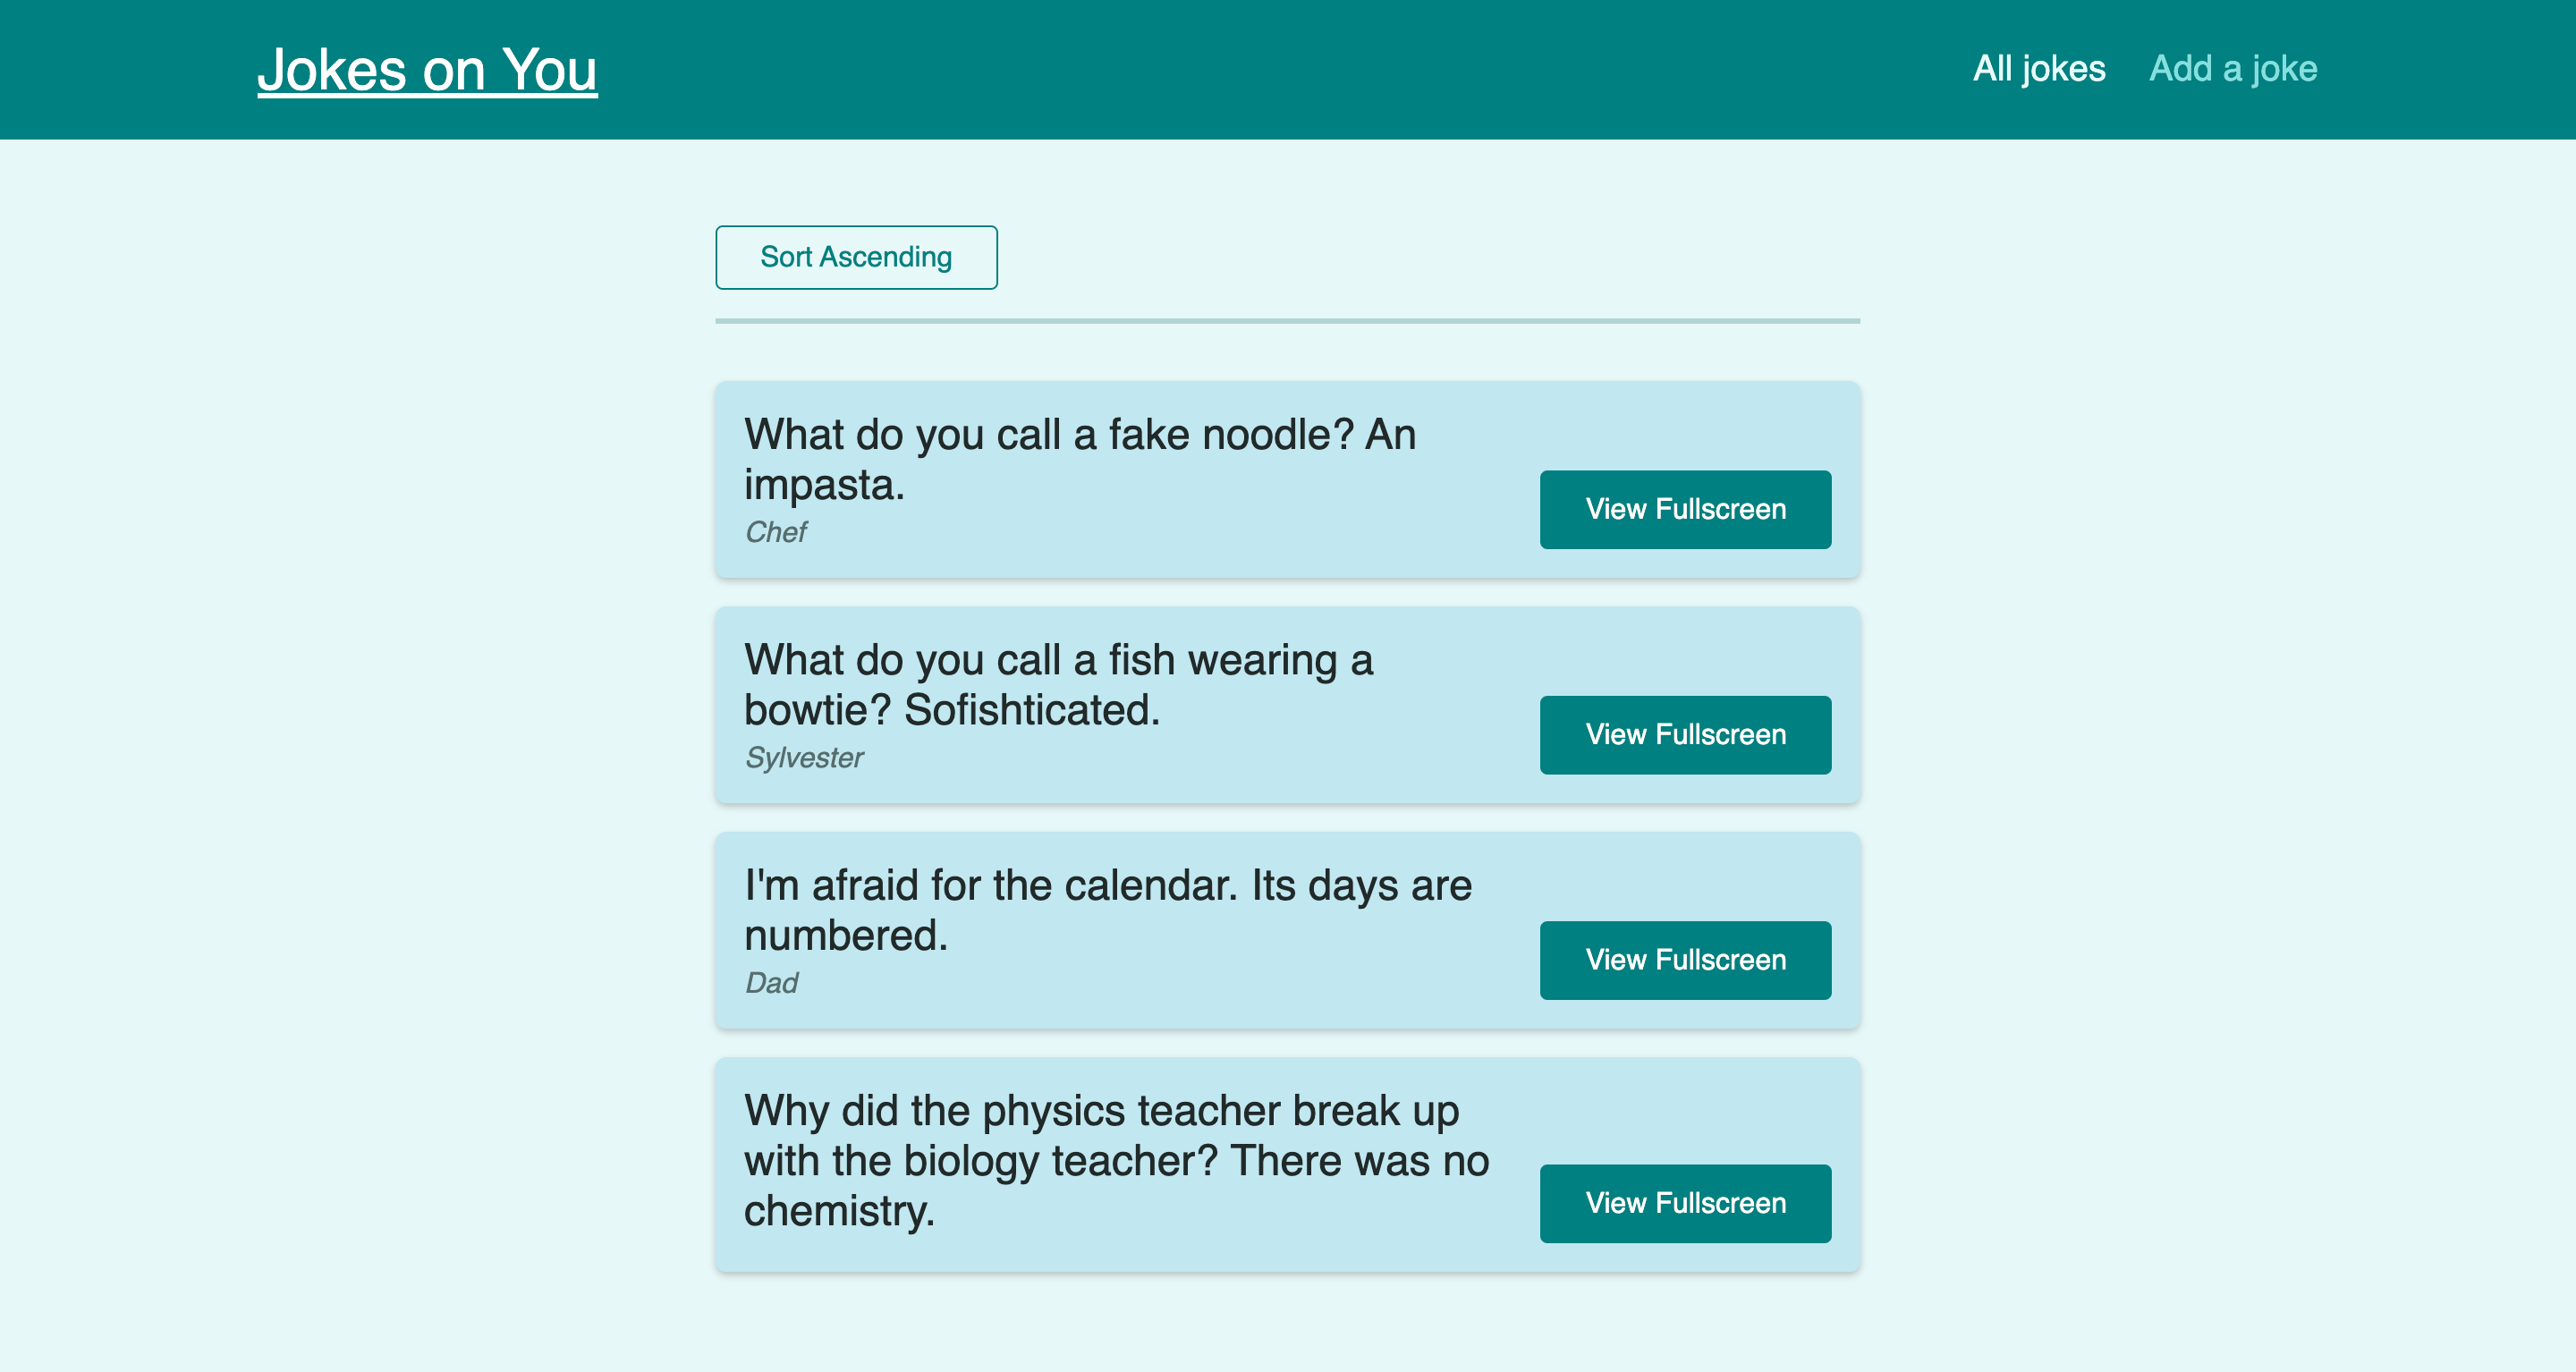 Jokes on You
All jokes
Add a joke
Sort Ascending
What do you call a fake noodle? An
impasta.
Chef
View Fullscreen
What do you call a fish wearing a
bowtie? Sofishticated.
Sylvester
View Fullscreen
I'm afraid for the calendar. Its days are
numbered.
Dad
View Fullscreen
Why did the physics teacher break up
with the biology teacher? There was no
chemistry.
View Fullscreen